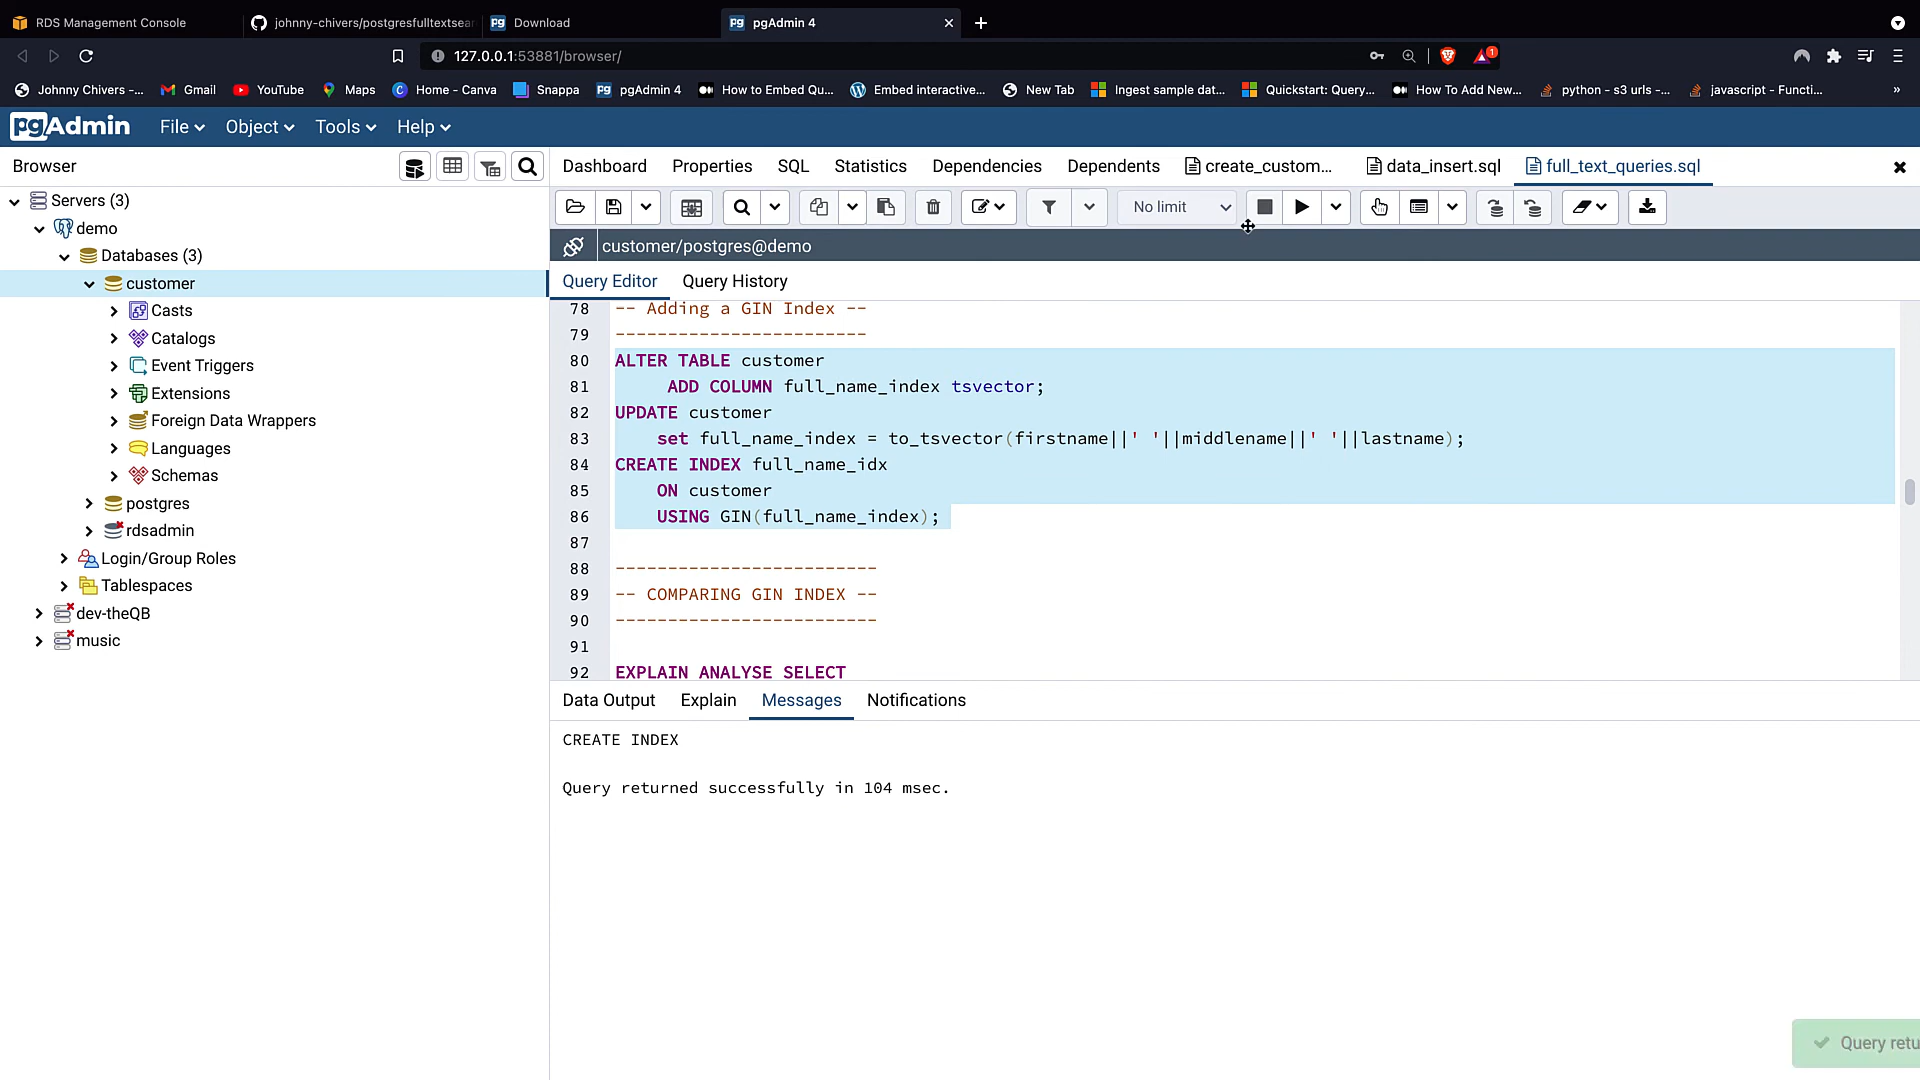 RDS Management Console
johnny-chivers/postgresfulltextsear
Download
pgAdmin 4
127.0.0.1:53881/browser/
1
Johnny Chivers -...
Gmail
YouTube
Maps
Home - Canva
Snappa
pgAdmin 4
How to Embed Qu...
Embed interactive...
New Tab
Ingest sample dat...
Quickstart: Query...
How To Add New...
python - s3 urls -...
javascript - Functi...
»
pgAdmin
File
Object
Tools
Help
Browser
Dashboard
Properties
SQL
Statistics
Dependencies
Dependents
create_custom...
data_insert.sql
full_text_queries.sql
Servers (3)
demo
Databases (3)
customer
Casts
Catalogs
Event Triggers
Extensions
Foreign Data Wrappers
Languages
Schemas
postgres
rdsadmin
Login/Group Roles
Tablespaces
dev-theQB
music
No limit
customer/postgres@demo
Query Editor
Query History
78 -- Adding a GIN Index --
79 ------------------------
80 ALTER TABLE customer
81 ADD COLUMN full_name_index tsvector;
82 UPDATE customer
83 set full_name_index = to_tsvector(firstname||' '||middlename||' '||lastname);
84 CREATE INDEX full_name_idx
85 ON customer
86 USING GIN(full_name_index);
87
88 -------------------------
89 -- COMPARING GIN INDEX --
90 -------------------------
91
92 EXPLAIN ANALYSE SELECT
Data Output
Explain
Messages
Notifications
CREATE INDEX
Query returned successfully in 104 msec.
Query retu